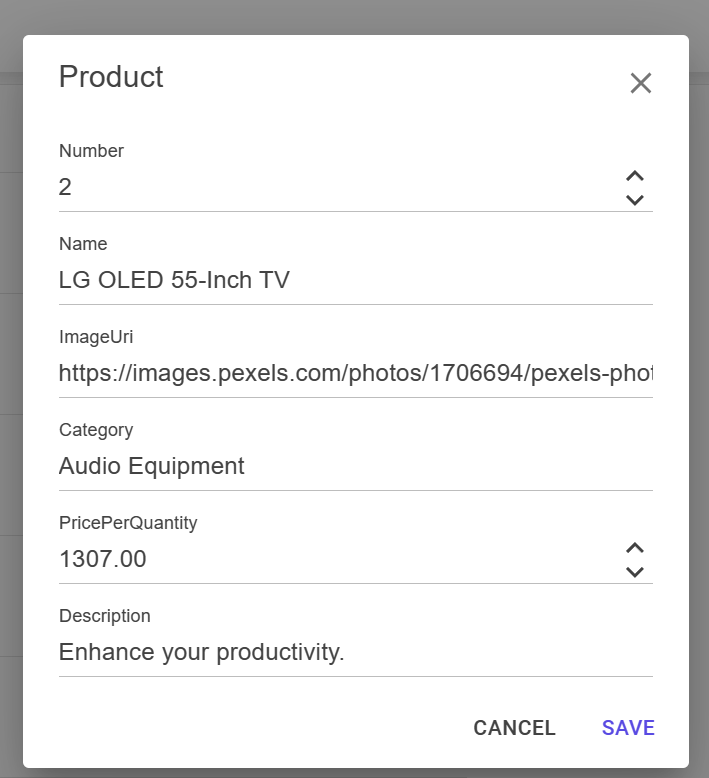 Product
Number
2
Name
LG OLED 55-Inch TV
ImageUri
https://images.pexels.com/photos/1706694/pexels-phot
Category
Audio Equipment
PricePerQuantity
1307.00
Description
Enhance your productivity.
CANCEL SAVE